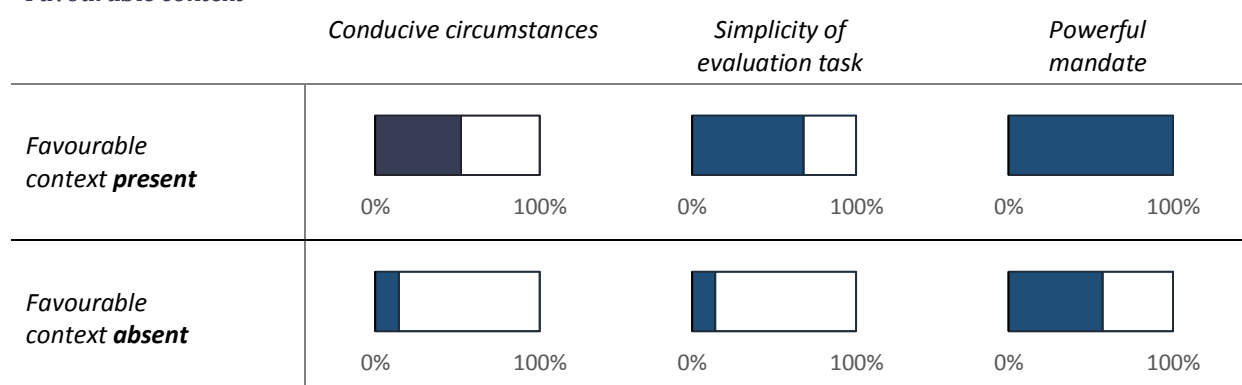 Conducive circumstances
Simplicity of
evaluation task
Powerful
mandate
Favourable
context present
0%
100%
0%
100%
0%
100%
Favourable
context absent
0%
100%
0%
100%
0%
100%